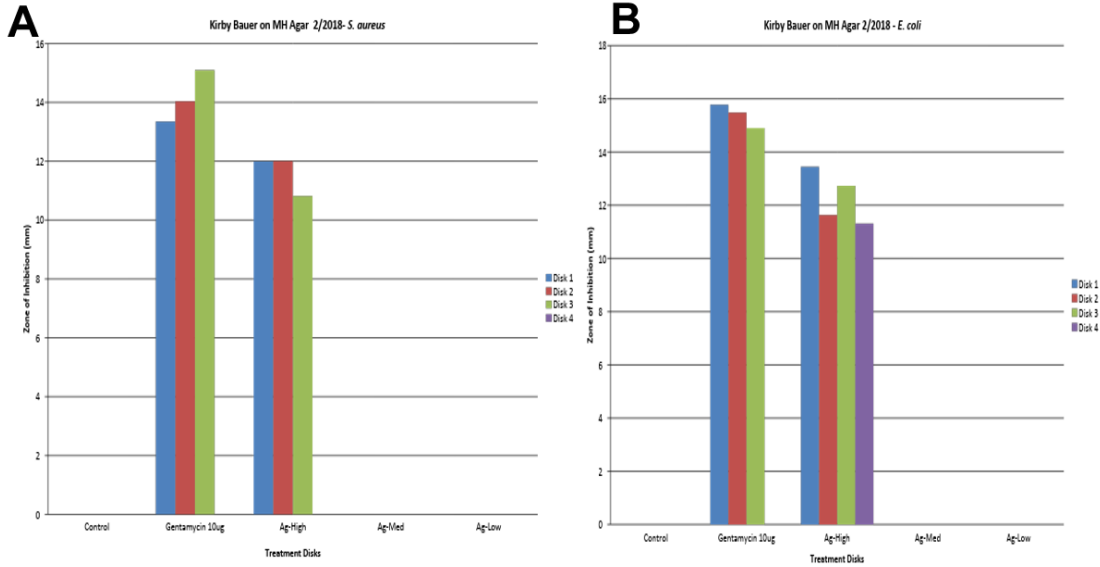 A
Kirby Bauer on MH Agar 2/2018- S. aureus
16
14
12
10
8
6
4
2
0
Zone of Inhibition (mm)
Control
Gentamycin 10ug
Ag-High
Ag-Med
Ag-Low
Treatment Disks
Disk 1
Disk 2
Disk 3
Disk 4
B
Kirby Bauer on MH Agar 2/2018 - E. coli
18
16
14
12
10
8
6
4
2
0
Zone of Inhibition (mm)
Control
Gentamycin 10ug
Ag-High
Ag-Med
Ag-Low
Treatment Disks
Disk 1
Disk 2
Disk 3
Disk 4